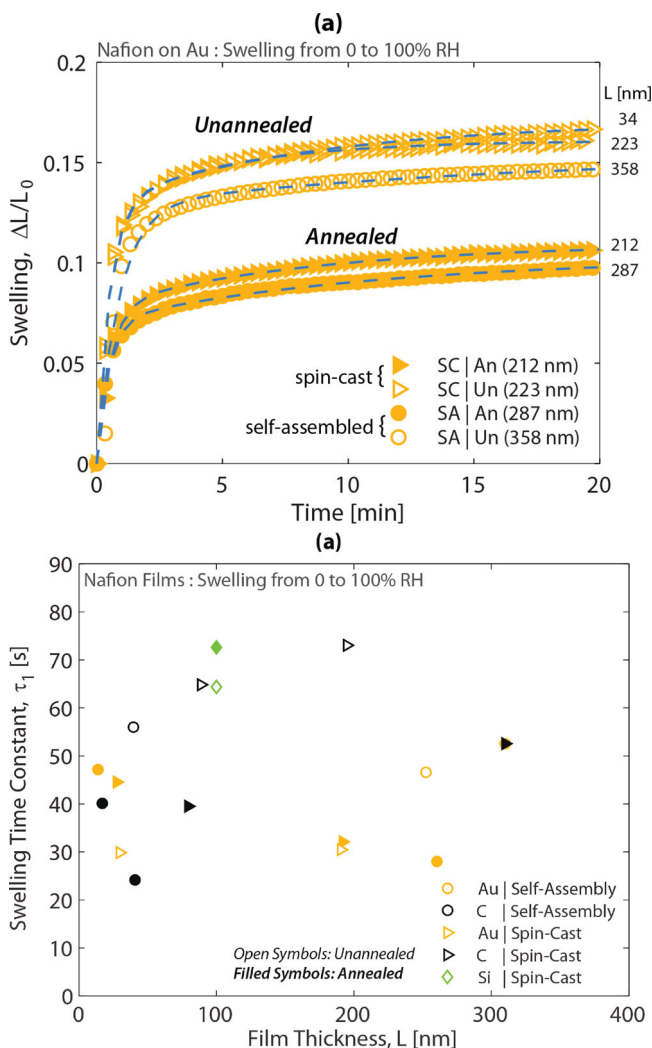 (a)
Nafion on Au : Swelling from 0 to 100% RH
0.2
0.15
0.1
0.05
0
Swelling, ΔL/L0
Unannealed
Annealed
L [nm]
34
223
358
212
287
spin-cast {
SC | An (212 nm)
SC | Un (223 nm)
self-assembled {
SA | An (287 nm)
SA | Un (358 nm)
0 5 10 15 20
Time [min]
(a)
Nafion Films : Swelling from 0 to 100% RH
90
80
70
60
50
40
30
20
10
0
Swelling Time Constant, τ1 [s]
Au | Self-Assembly
C | Self-Assembly
Au | Spin-Cast
C | Spin-Cast
Si | Spin-Cast
Open Symbols: Unannealed
Filled Symbols: Annealed
0 100 200 300 400
Film Thickness, L [nm]